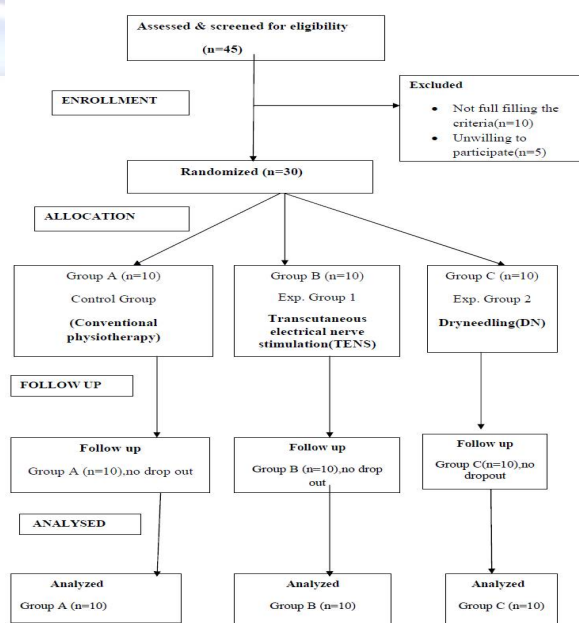 Assessed & screened for eligibility
(n=45)
ENROLLMENT
Excluded
• Not full filling the
criteria(n=10)
• Unwilling to
participate(n=5)
Randomized (n=30)
ALLOCATION
Group A (n=10)
Control Group
(Conventional
physiotherapy)
Group B (n=10)
Exp. Group 1
Transcutaneous
electrical nerve
stimulation(TENS)
Group C (n=10)
Exp. Group 2
Dryneedling(DN)
FOLLOW UP
Follow up
Group A (n=10),no drop out
Follow up
Group B (n=10),no drop
out
Follow up
Group C(n=10),no
dropout
ANALYSED
Analyzed
Group A (n=10)
Analyzed
Group B (n=10)
Analyzed
Group C (n=10)